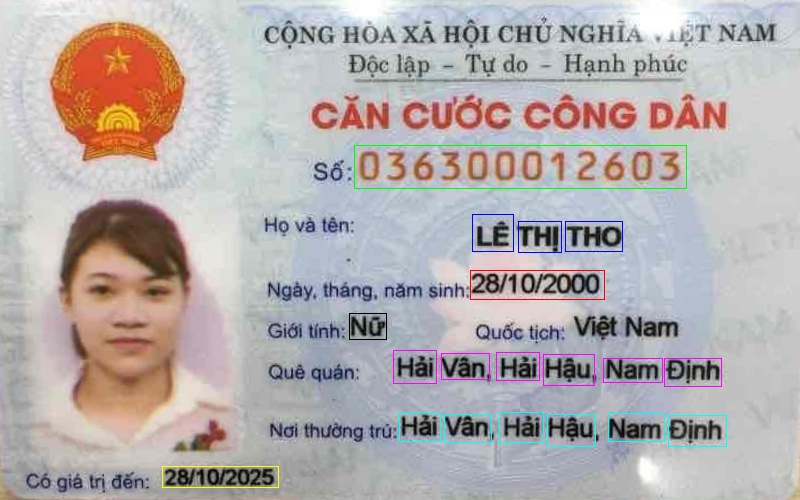 CỘNG HÒA XÃ HỘI CHỦ NGHĨA VIỆT NAM
Độc lập - Tự do - Hạnh phúc
CĂN CƯỚC CÔNG DÂN
Số: 036300012603
Họ và tên: LÊ THỊ THO
Ngày, tháng, năm sinh: 28/10/2000
Giới tính: Nữ Quốc tịch: Việt Nam
Quê quán: Hải Vân, Hải Hậu, Nam Định
Nơi thường trú: Hải Vân, Hải Hậu, Nam Định
Có giá trị đến: 28/10/2025